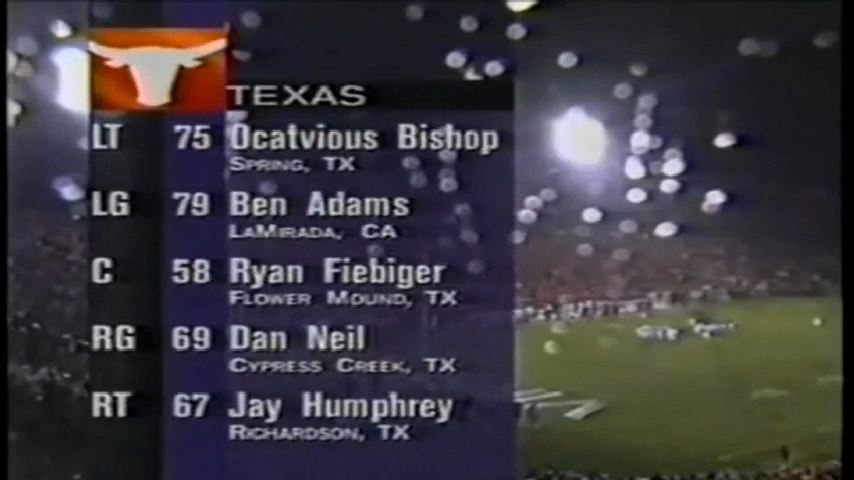 TEXAS
LT 75 Ocatvious Bishop
SPRING, TX
LG 79 Ben Adams
LAMIRADA, CA
C 58 Ryan Fiebiger
FLOWER MOUND, TX
RG 69 Dan Neil
CYPRESS CREEK, TX
RT 67 Jay Humphrey
RICHARDSON, TX